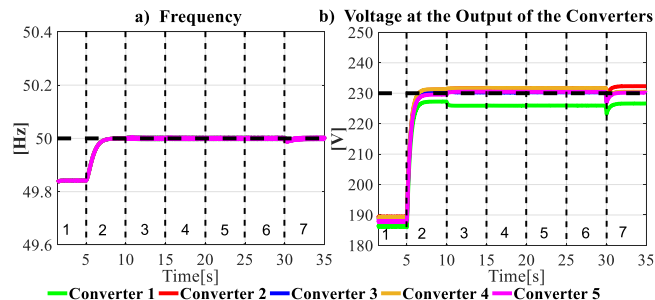 a) Frequency
b) Voltage at the Output of the Converters
50.4
50.2
50
49.8
49.6
[Hz]
1 2 3 4 5 6 7
5 10 15 20 25 30 35
Time[s]
250
240
230
220
210
200
190
180
[V]
1 2 3 4 5 6 7
5 10 15 20 25 30 35
Time[s]
Converter 1 Converter 2 Converter 3 Converter 4 Converter 5